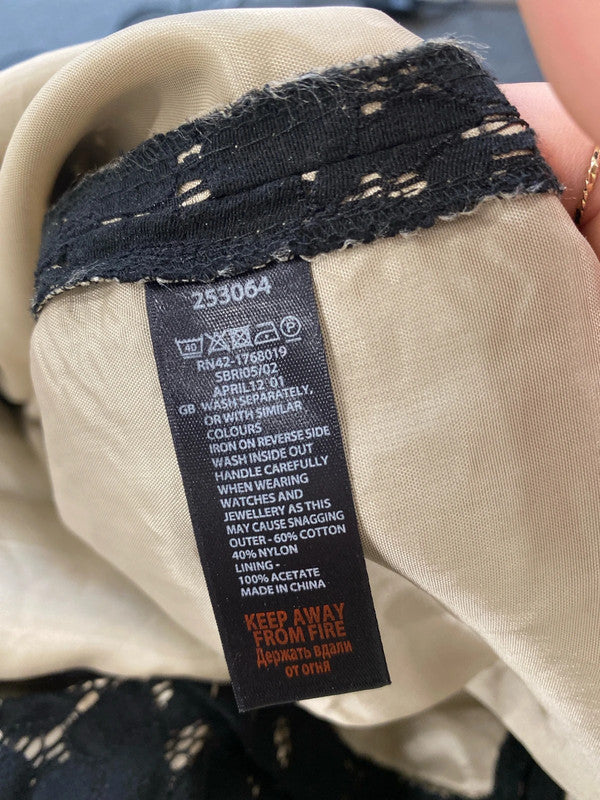 253064
40 P
RN42-1768019
SBRI05/02
APRIL12 01
GB WASH SEPARATELY,
OR WITH SIMILAR
COLOURS
IRON ON REVERSE SIDE
WASH INSIDE OUT
HANDLE CAREFULLY
WHEN WEARING
WATCHES AND
JEWELLERY AS THIS
MAY CAUSE SNAGGING
OUTER - 60% COTTON
40% NYLON
LINING -
100% ACETATE
MADE IN CHINA
KEEP AWAY
FROM FIRE
Держать вдали
от огня